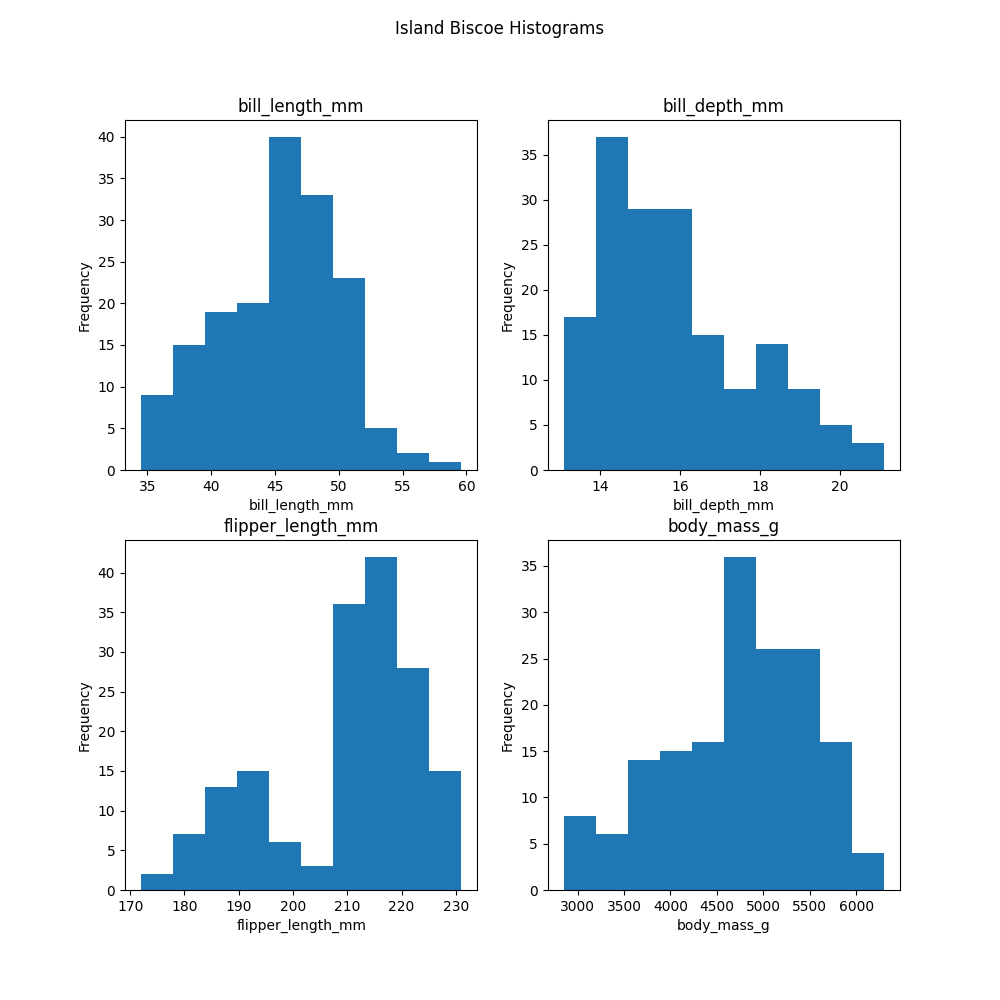 Island Biscoe Histograms
bill_length_mm
40
35
30
25
20
15
10
5
0
Frequency
35 40 45 50 55 60
bill_length_mm
bill_depth_mm
35
30
25
20
15
10
5
0
Frequency
14 16 18 20
bill_depth_mm
flipper_length_mm
40
35
30
25
20
15
10
5
0
Frequency
170 180 190 200 210 220 230
flipper_length_mm
body_mass_g
35
30
25
20
15
10
5
0
Frequency
3000 3500 4000 4500 5000 5500 6000
body_mass_g